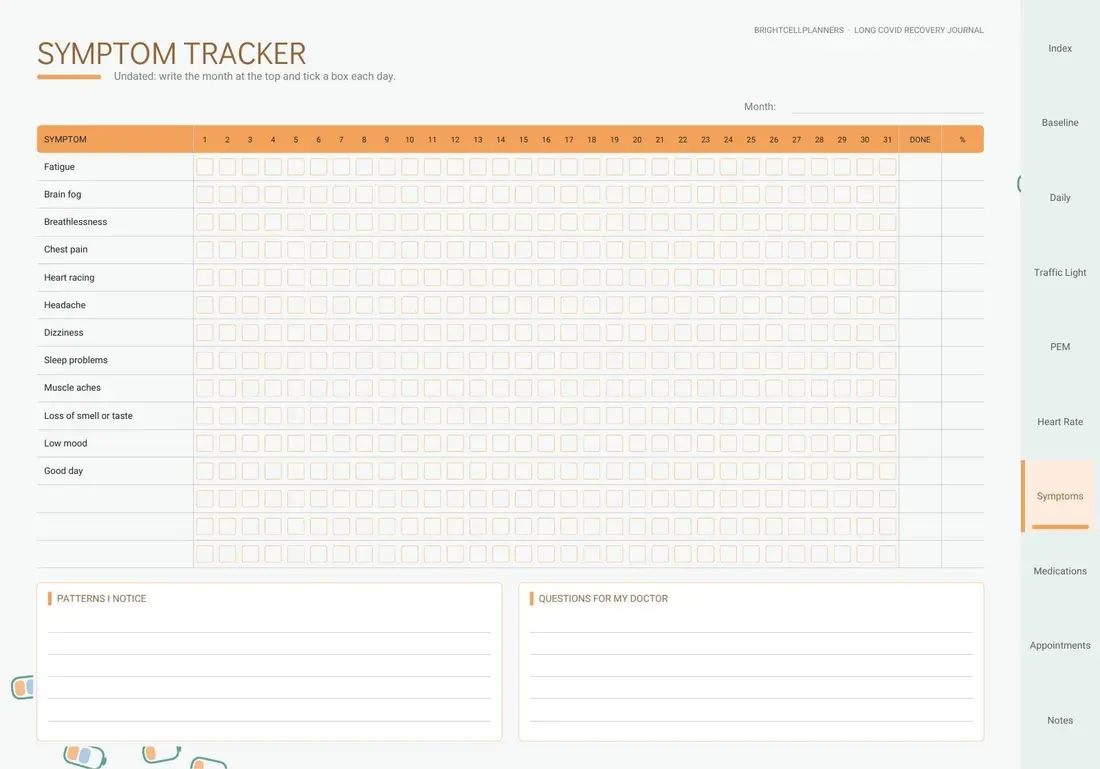 BRIGHTCELLPLANNERS · LONG COVID RECOVERY JOURNAL
SYMPTOM TRACKER
Undated: write the month at the top and tick a box each day.
Month:
SYMPTOM 1 2 3 4 5 6 7 8 9 10 11 12 13 14 15 16 17 18 19 20 21 22 23 24 25 26 27 28 29 30 31 DONE %
Fatigue
Brain fog
Breathlessness
Chest pain
Heart racing
Headache
Dizziness
Sleep problems
Muscle aches
Loss of smell or taste
Low mood
Good day
PATTERNS I NOTICE
QUESTIONS FOR MY DOCTOR
Index
Baseline
Daily
Traffic Light
PEM
Heart Rate
Symptoms
Medications
Appointments
Notes